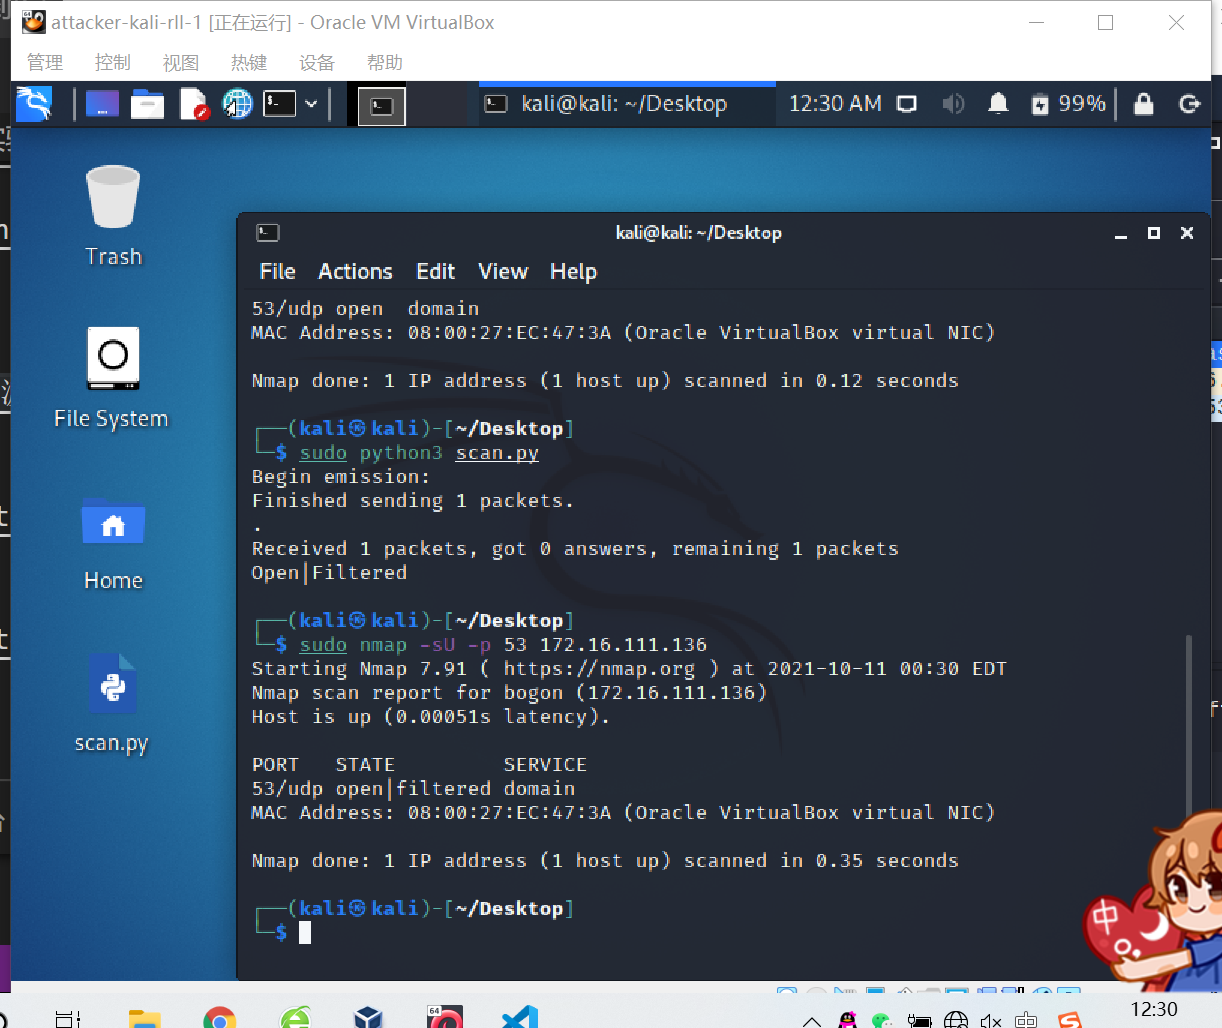 attacker-kali-rll-1 [正在运行] - Oracle VM VirtualBox
管理 控制 视图 热键 设备 帮助
kali@kali: ~/Desktop 12:30 AM 99%
Trash
File System
Home
scan.py
kali@kali: ~/Desktop
File Actions Edit View Help
53/udp open  domain
MAC Address: 08:00:27:EC:47:3A (Oracle VirtualBox virtual NIC)
Nmap done: 1 IP address (1 host up) scanned in 0.12 seconds
┌──(kali㉿kali)-[~/Desktop]
└─$ sudo python3 scan.py
Begin emission:
Finished sending 1 packets.
.
Received 1 packets, got 0 answers, remaining 1 packets
Open|Filtered
┌──(kali㉿kali)-[~/Desktop]
└─$ sudo nmap -sU -p 53 172.16.111.136
Starting Nmap 7.91 ( https://nmap.org ) at 2021-10-11 00:30 EDT
Nmap scan report for bogon (172.16.111.136)
Host is up (0.00051s latency).
PORT   STATE         SERVICE
53/udp open|filtered domain
MAC Address: 08:00:27:EC:47:3A (Oracle VirtualBox virtual NIC)
Nmap done: 1 IP address (1 host up) scanned in 0.35 seconds
┌──(kali㉿kali)-[~/Desktop]
└─$
中
64
中
12:30